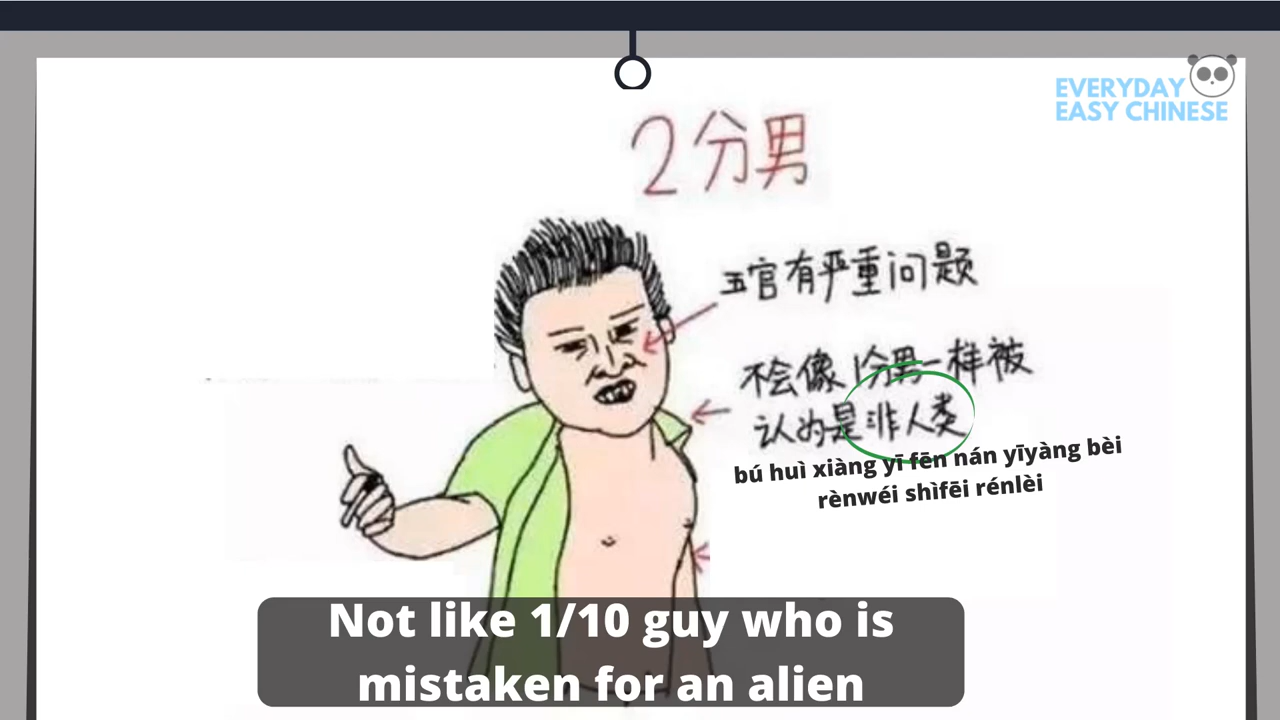 EVERYDAY
EASY CHINESE
2分男
五官有严重问题
不会像1分男一样被
认为是非人类
bú huì xiàng yī fēn nán yīyàng bèi
rènwéi shìfēi rénlèi
Not like 1/10 guy who is
mistaken for an alien